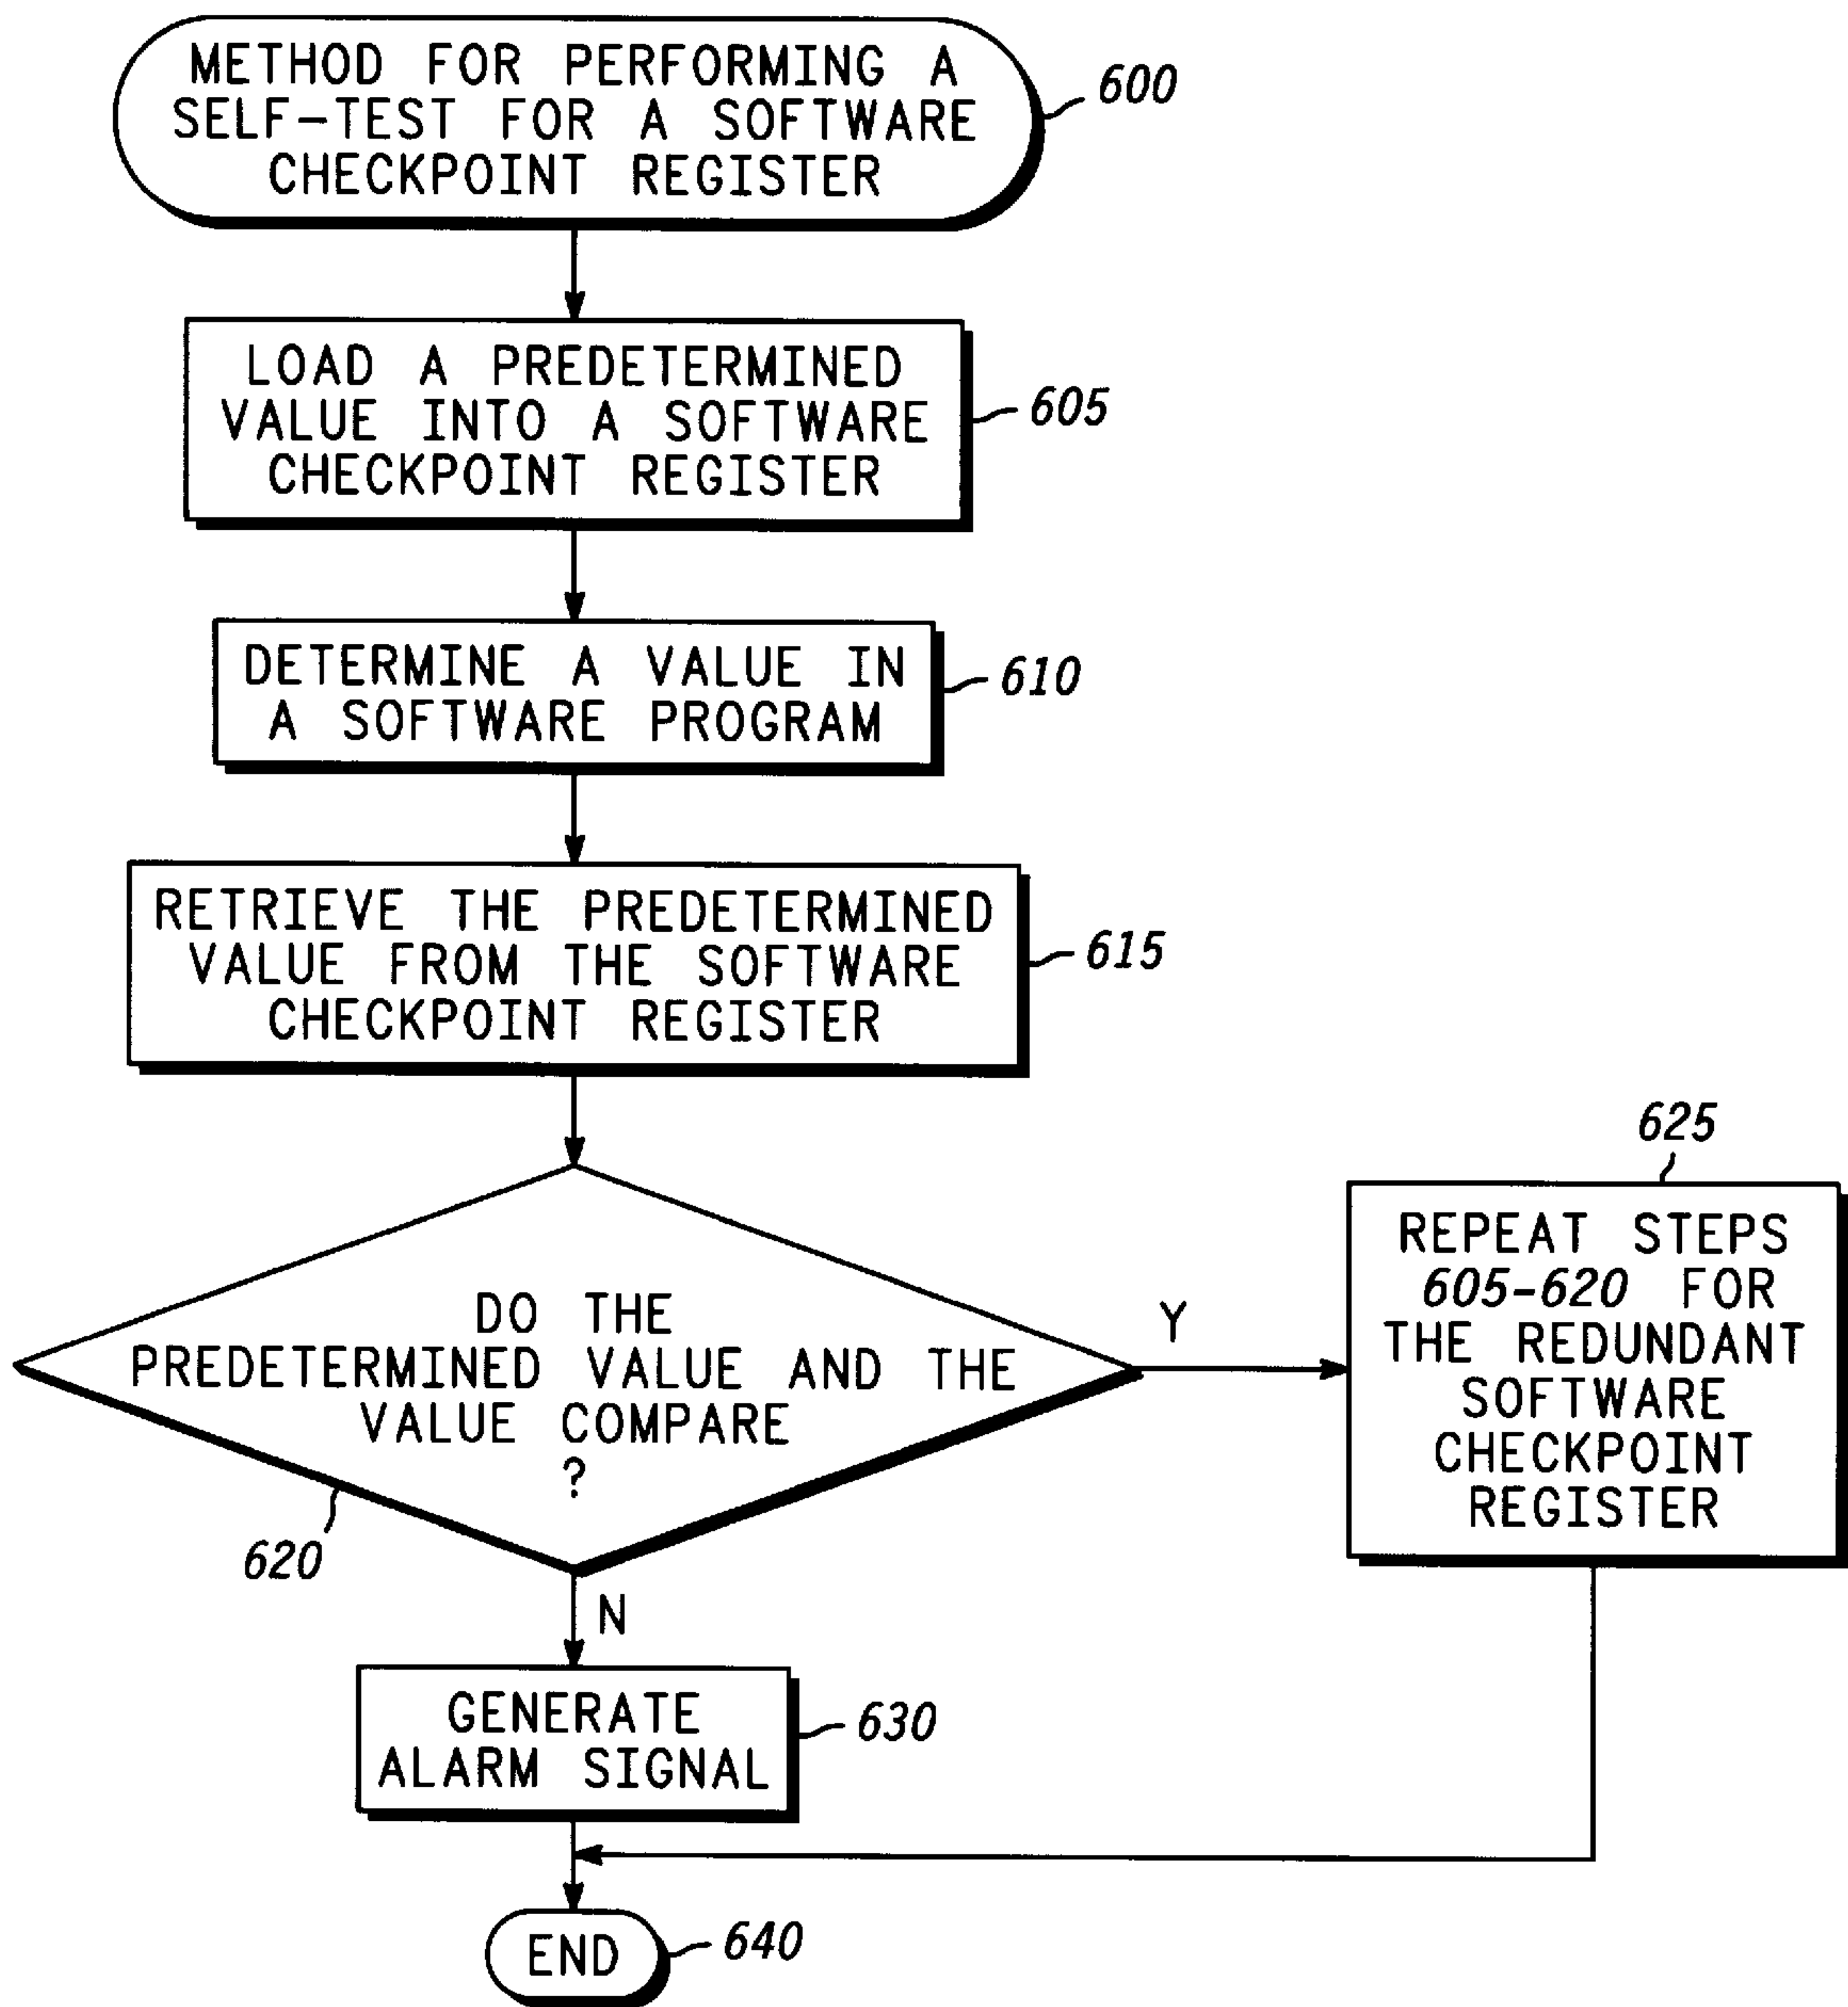 METHOD FOR PERFORMING A
SELF-TEST FOR A SOFTWARE
CHECKPOINT REGISTER
600
LOAD A PREDETERMINED
VALUE INTO A SOFTWARE
CHECKPOINT REGISTER
605
DETERMINE A VALUE IN
A SOFTWARE PROGRAM
610
RETRIEVE THE PREDETERMINED
VALUE FROM THE SOFTWARE
CHECKPOINT REGISTER
615
DO THE
PREDETERMINED VALUE AND THE
VALUE COMPARE
?
620
Y
625
REPEAT STEPS
605-620 FOR
THE REDUNDANT
SOFTWARE
CHECKPOINT
REGISTER
N
GENERATE
ALARM SIGNAL
630
END
640